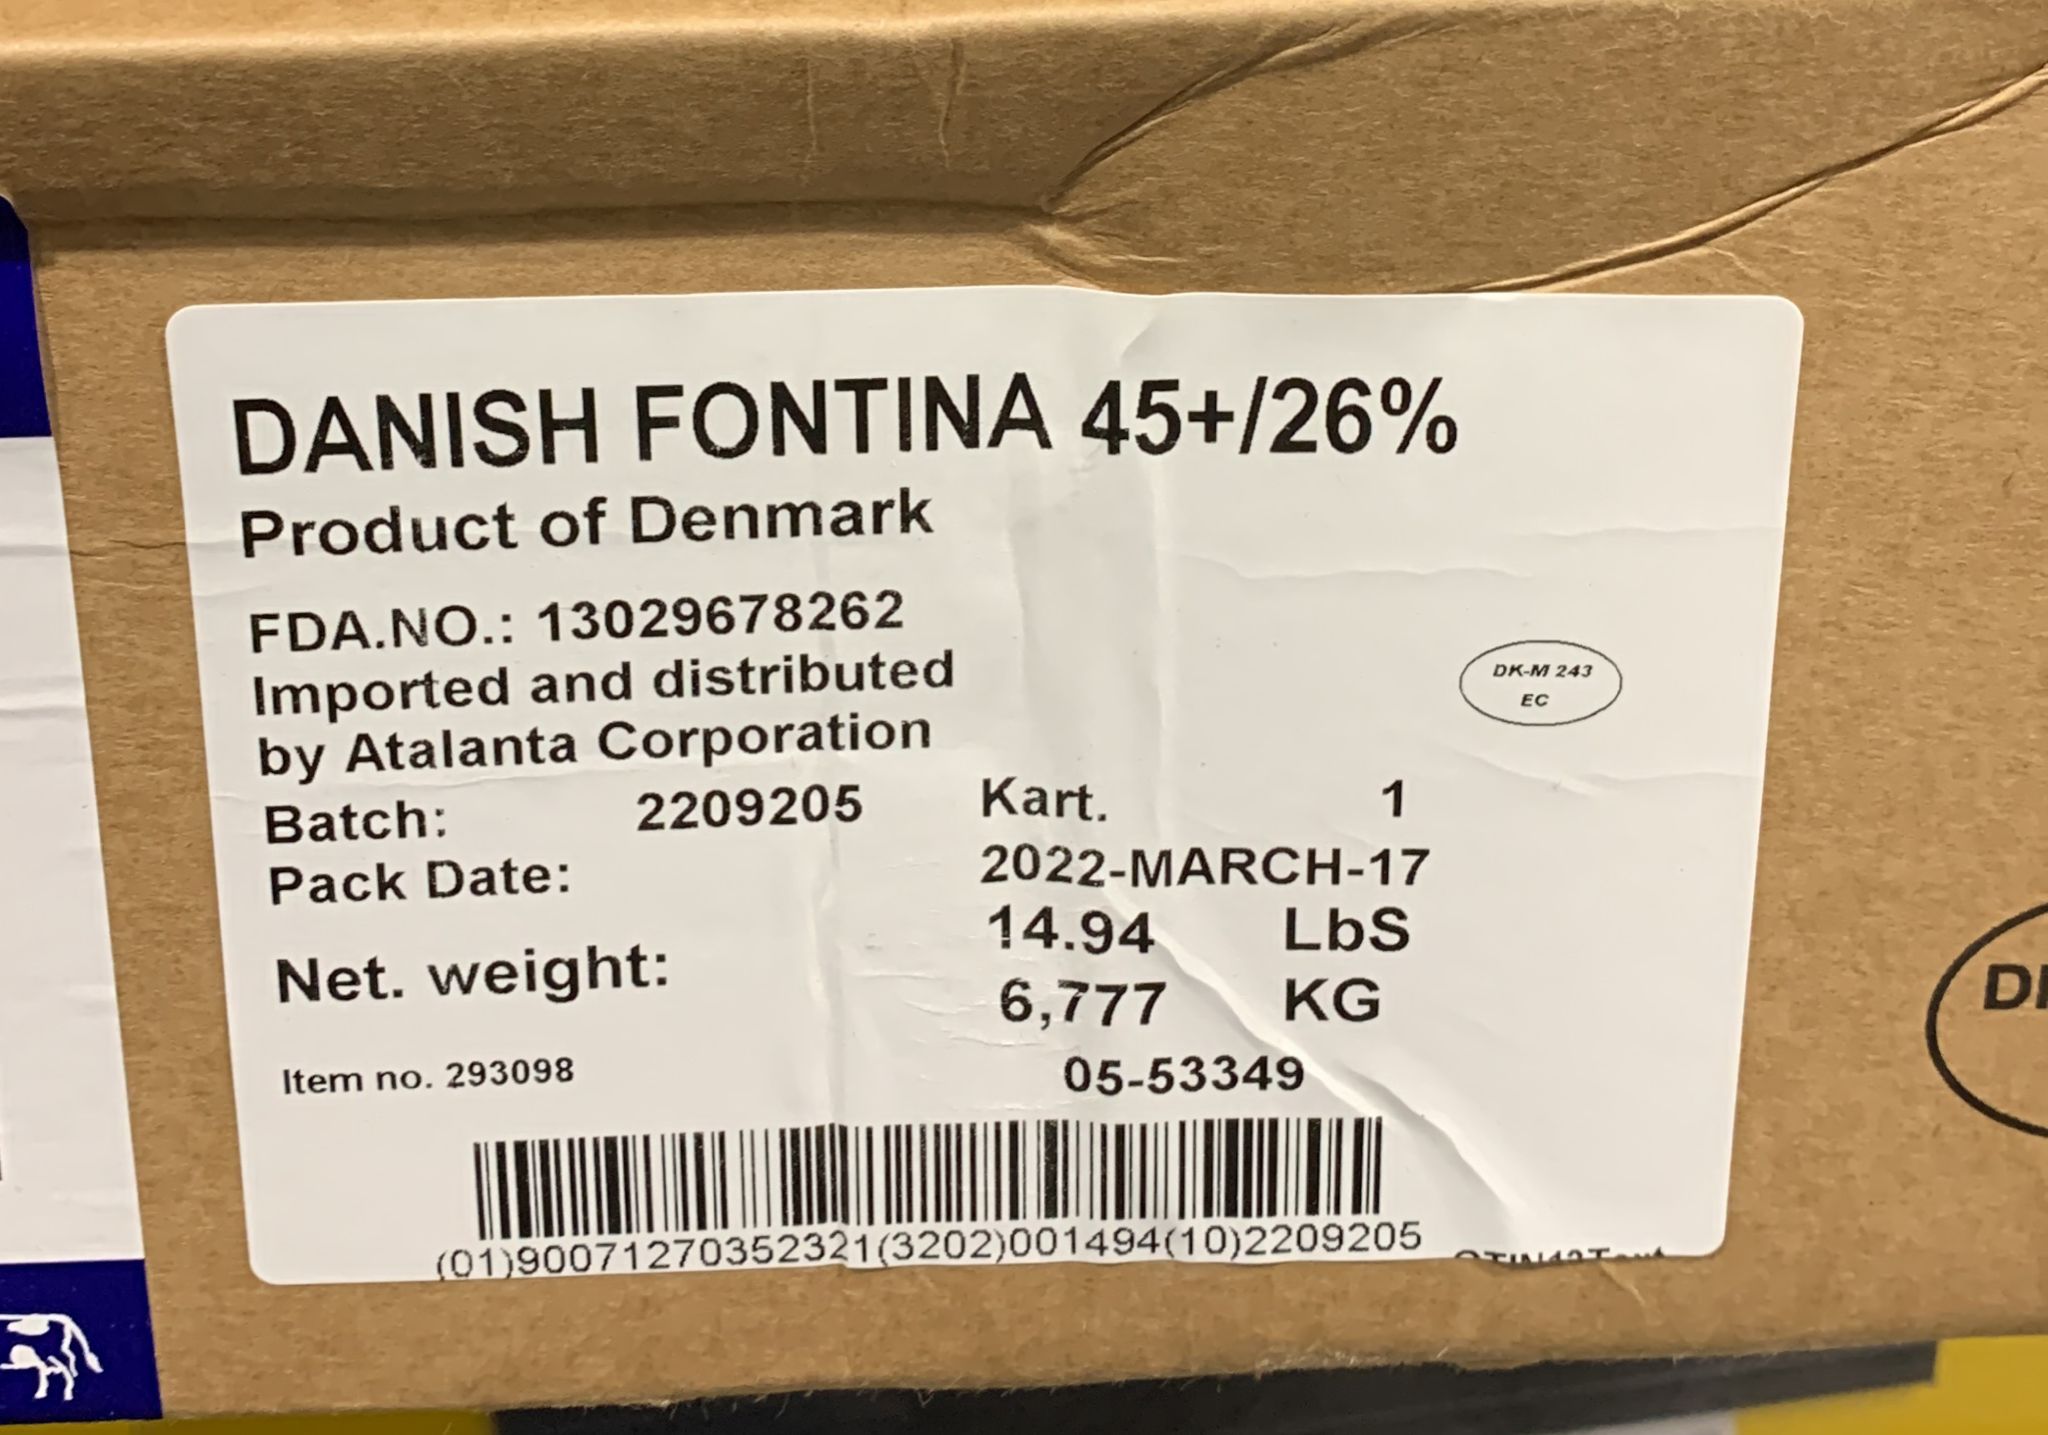 DANISH FONTINA 45+/26%
Product of Denmark
FDA.NO.: 13029678262
Imported and distributed
by Atalanta Corporation
DK-M 243
EC
Batch: 2209205 Kart. 1
Pack Date: 2022-MARCH-17
Net. weight: 14.94 LbS
6,777 KG
Item no. 293098 05-53349
(01)90071270352321(3202)001494(10)2209205